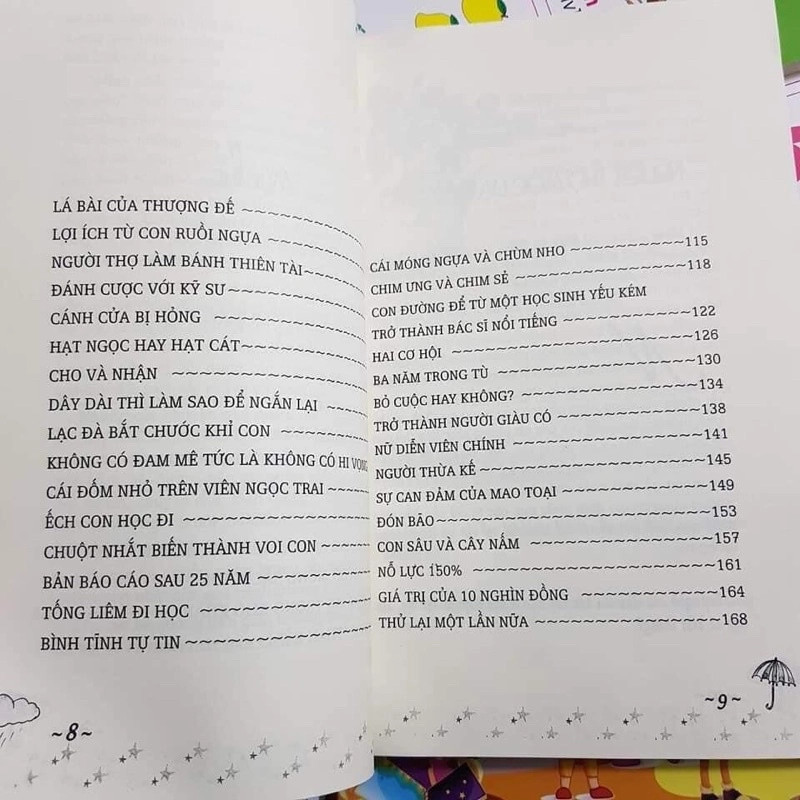 LÁ BÀI CỦA THƯỢNG ĐẾ ~~~~~~~~~~
LỢI ÍCH TỪ CON RUỒI NGỰA ~~~~~~~~
NGƯỜI THỢ LÀM BÁNH THIÊN TÀI~~~~
ĐÁNH CƯỢC VỚI KỸ SƯ~~~~~~~~~~
CÁNH CỬA BỊ HỎNG ~~~~~~~~~~~
HẠT NGỌC HAY HẠT CÁT~~~~~~~~~
CHO VÀ NHẬN ~~~~~~~~~~~~~~
DÂY DÀI THÌ LÀM SAO ĐỂ NGẮN LẠI ~~~
LẠC ĐÀ BẮT CHƯỚC KHỈ CON ~~~~~~~
KHÔNG CÓ ĐAM MÊ TỨC LÀ KHÔNG CÓ HI VỌNG
CÁI ĐỐM NHỎ TRÊN VIÊN NGỌC TRAI ~~~
ẾCH CON HỌC ĐI ~~~~~~~~~~~~~
CHUỘT NHẮT BIẾN THÀNH VOI CON ~~~~
BẢN BÁO CÁO SAU 25 NĂM ~~~~~~~~
TỐNG LIÊM ĐI HỌC ~~~~~~~~~~~~
BÌNH TĨNH TỰ TIN ~~~~~~~~~~~~~
~8~
CÁI MÓNG NGỰA VÀ CHÙM NHO ~~~~~~~~~~115
CHIM ƯNG VÀ CHIM SẺ ~~~~~~~~~~~~~~118
CON ĐƯỜNG ĐỂ TỪ MỘT HỌC SINH YẾU KÉM
TRỞ THÀNH BÁC SĨ NỔI TIẾNG ~~~~~~~~~~122
HAI CƠ HỘI ~~~~~~~~~~~~~~~~~~126
BA NĂM TRONG TÙ ~~~~~~~~~~~~~~~130
BỎ CUỘC HAY KHÔNG? ~~~~~~~~~~~~~134
TRỞ THÀNH NGƯỜI GIÀU CÓ ~~~~~~~~~~~138
NỮ DIỄN VIÊN CHÍNH ~~~~~~~~~~~~~~141
NGƯỜI THỪA KẾ~~~~~~~~~~~~~~~~145
SỰ CAN ĐẢM CỦA MAO TOẠI ~~~~~~~~~~~149
ĐÓN BÃO~~~~~~~~~~~~~~~~~~~153
CON SÂU VÀ CÂY NẤM ~~~~~~~~~~~~~157
NỖ LỰC 150% ~~~~~~~~~~~~~~~~~161
GIÁ TRỊ CỦA 10 NGHÌN ĐỒNG ~~~~~~~~~~164
THỬ LẠI MỘT LẦN NỮA ~~~~~~~~~~~~~168
~9~